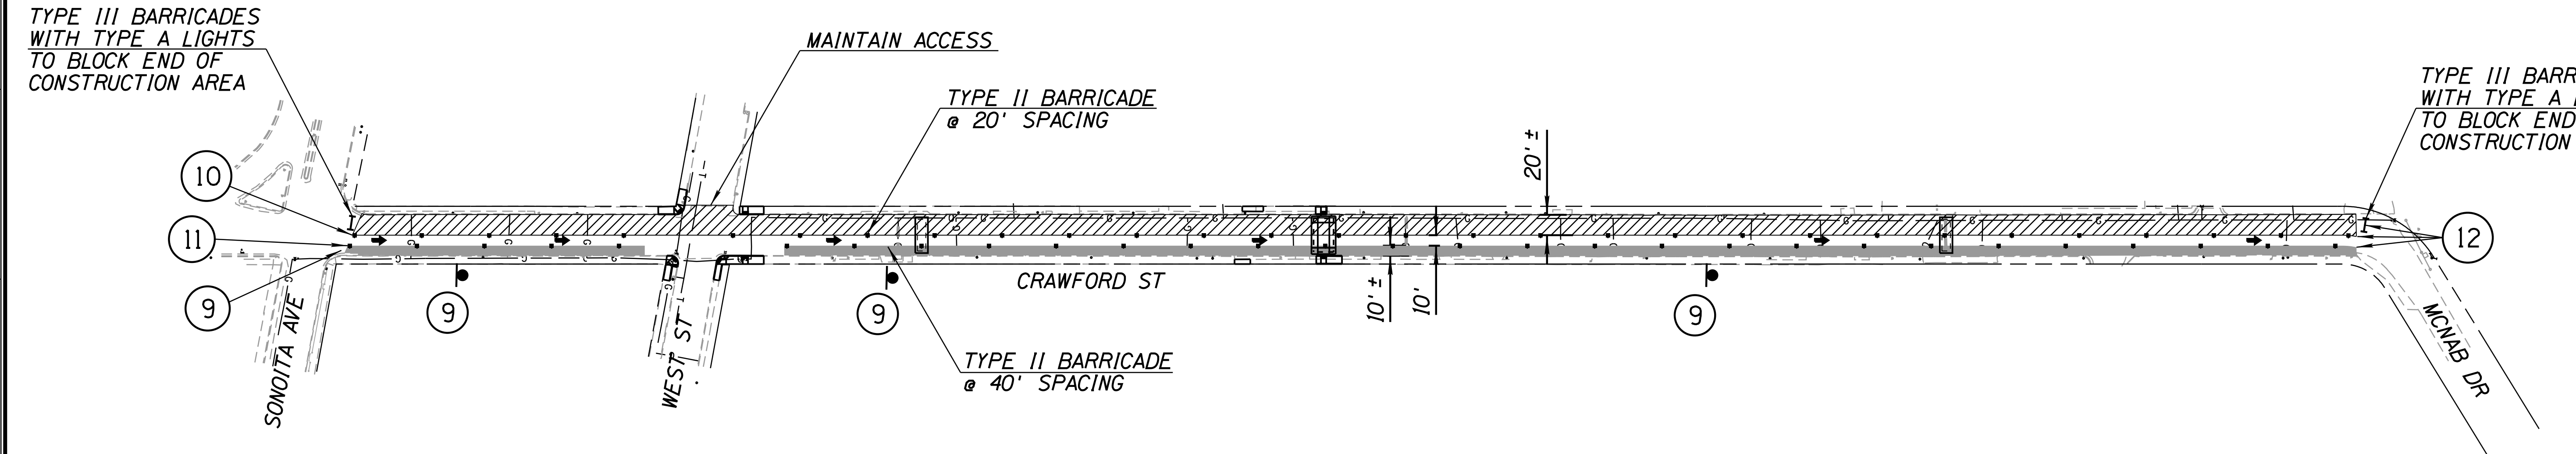 TYPE III BARRICADES
WITH TYPE A LIGHTS
TO BLOCK END OF
CONSTRUCTION AREA
MAINTAIN ACCESS
TYPE II BARRICADE
@ 20' SPACING
TYPE III BARR
WITH TYPE A
TO BLOCK END
CONSTRUCTION
20'±
10
11
9
12
9
9
9
CRAWFORD ST
10'±
10'
SONOITA AVE
WEST ST
MCNAB DR
TYPE II BARRICADE
@ 40' SPACING